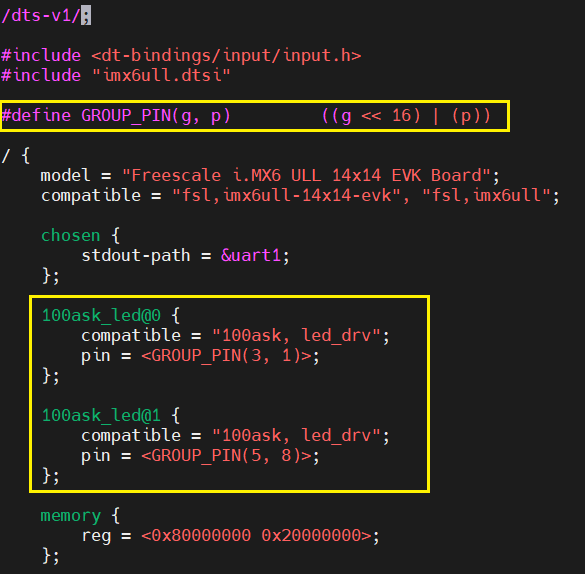 /dts-v1/;
#include <dt-bindings/input/input.h>
#include "imx6ull.dtsi"
#define GROUP_PIN(g, p)         ((g << 16) | (p))
/ {
    model = "Freescale i.MX6 ULL 14x14 EVK Board";
    compatible = "fsl,imx6ull-14x14-evk", "fsl,imx6ull";
    chosen {
        stdout-path = &uart1;
    };
    100ask_led@0 {
        compatible = "100ask, led_drv";
        pin = <GROUP_PIN(3, 1)>;
    };
    100ask_led@1 {
        compatible = "100ask, led_drv";
        pin = <GROUP_PIN(5, 8)>;
    };
    memory {
        reg = <0x80000000 0x20000000>;
    };